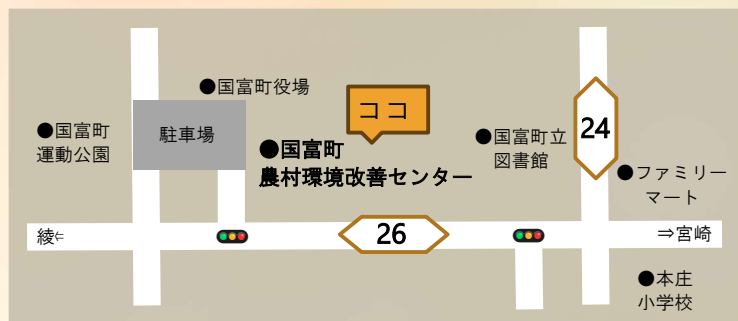 ●国富町役場
ココ
●国富町
運動公園
駐車場
●国富町
農村環境改善センター
●国富町立
図書館
24
●ファミリー
マート
綾⇐
26
⇒宮崎
●本庄
小学校